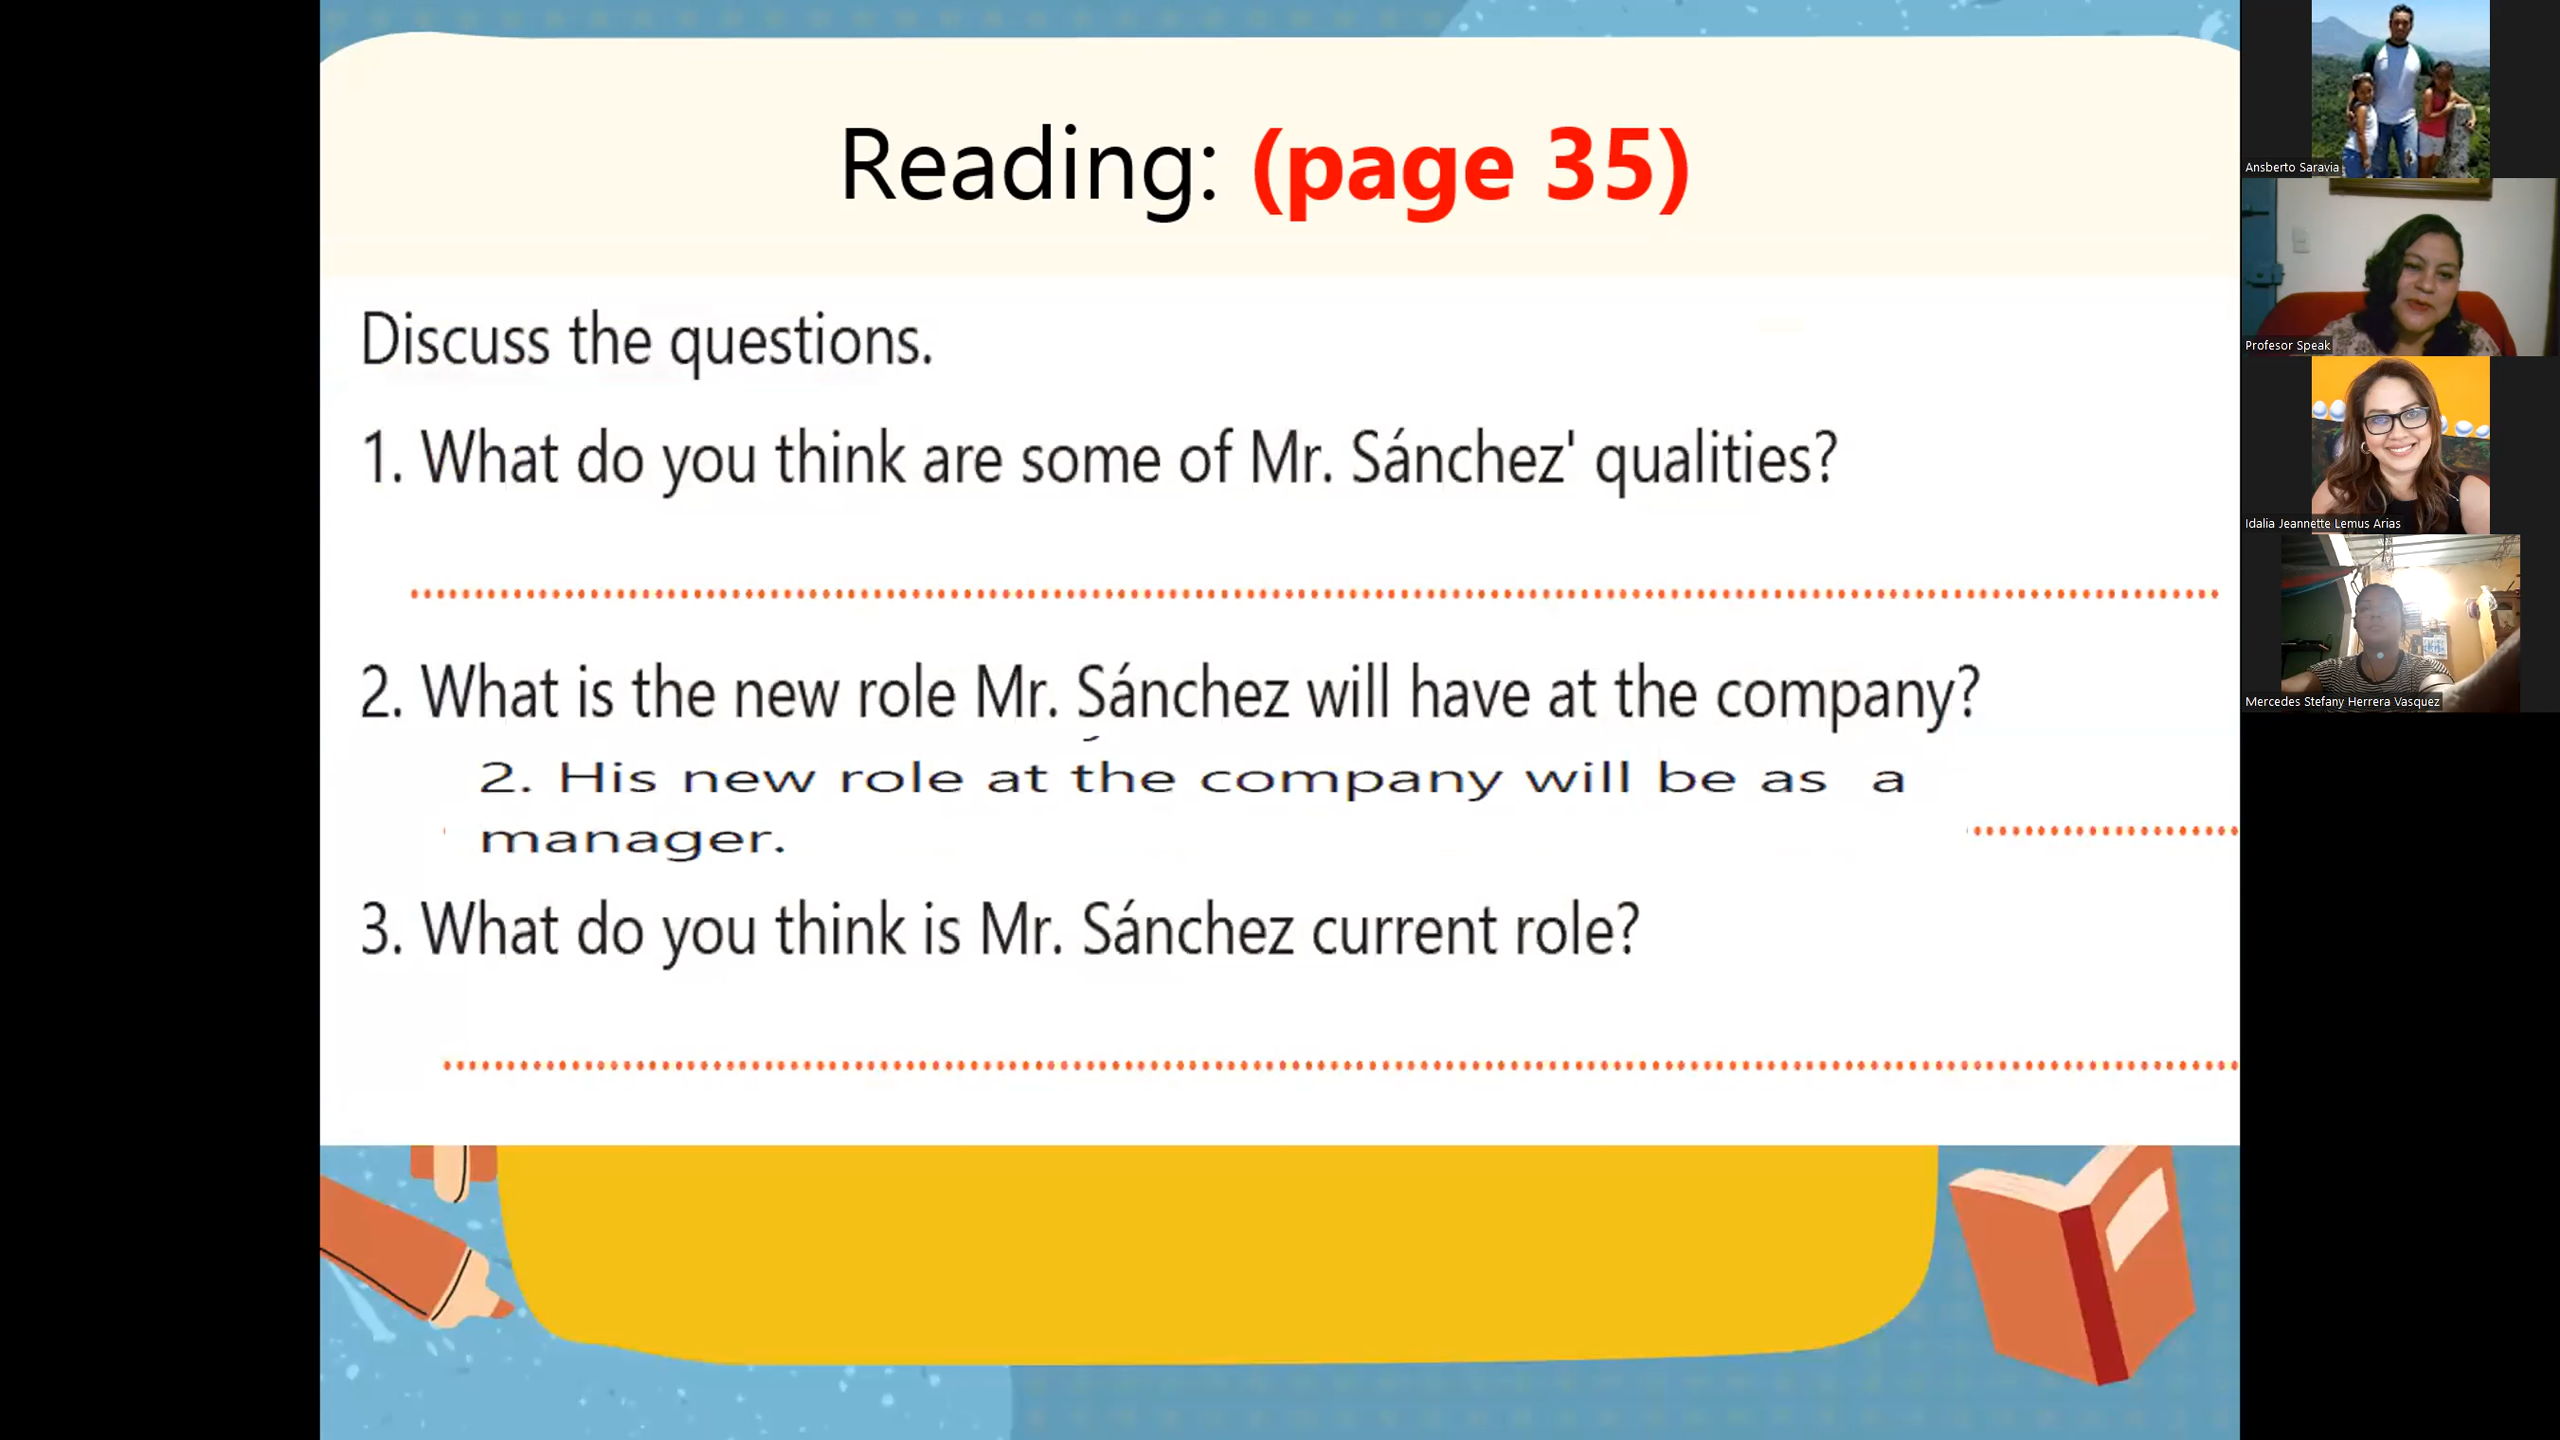 Reading: (page 35)
Discuss the questions.
1. What do you think are some of Mr. Sánchez' qualities?
2. What is the new role Mr. Sánchez will have at the company?
2. His new role at the company will be as a
manager.
3. What do you think is Mr. Sánchez current role?
Ansberto Saravia
Profesor Speak
Idalia Jeannette Lemus Arias
Mercedes Stefany Herrera Vasquez